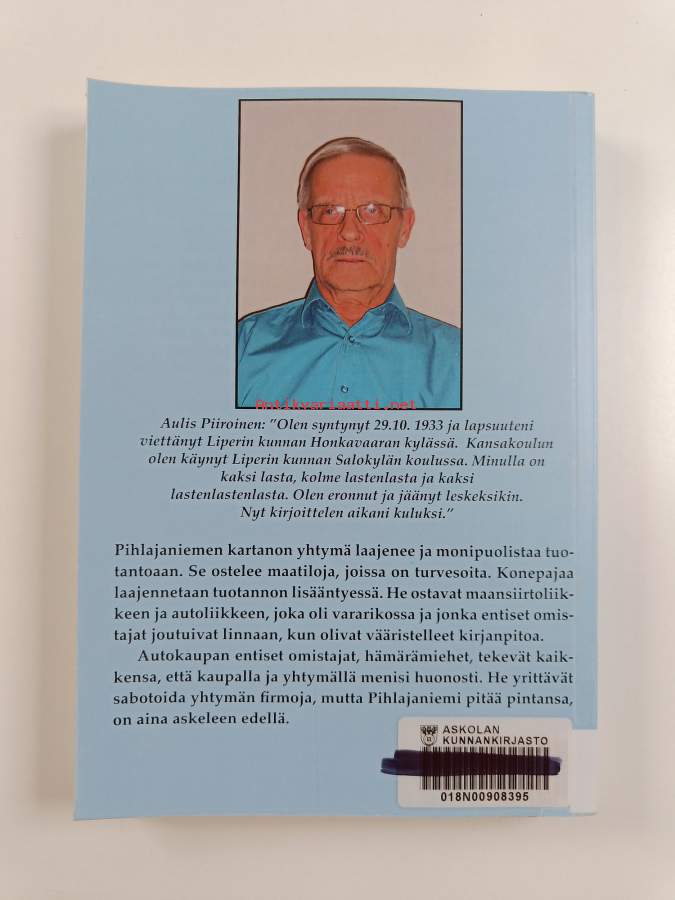 Antikvariaatti.net
Aulis Piiroinen: ”Olen syntynyt 29.10. 1933 ja lapsuuteni
viettänyt Liperin kunnan Honkavaaran kylässä. Kansakoulun
olen käynyt Liperin kunnan Salokylän koulussa. Minulla on
kaksi lasta, kolme lastenlasta ja kaksi
lastenlastenlasta. Olen eronnut ja jäänyt leskeksikin.
Nyt kirjoittelen aikani kuluksi.”
Pihlajaniemen kartanon yhtymä laajenee ja monipuolistaa tuo-
tantoaan. Se ostelee maatiloja, joissa on turvesoita. Konepajaa
laajennetaan tuotannon lisääntyessä. He ostavat maansiirtoliik-
keen ja autoliikkeen, joka oli vararikossa ja jonka entiset omis-
tajat joutuivat linnaan, kun olivat vääristelleet kirjanpitoa.
Autokaupan entiset omistajat, hämärämiehet, tekevät kaik-
kensa, että kaupalla ja yhtymällä menisi huonosti. He yrittävät
sabotoida yhtymän firmoja, mutta Pihlajaniemi pitää pintansa,
on aina askeleen edellä.
ASKOLAN
KUNNANKIRJASTO
018N00908395